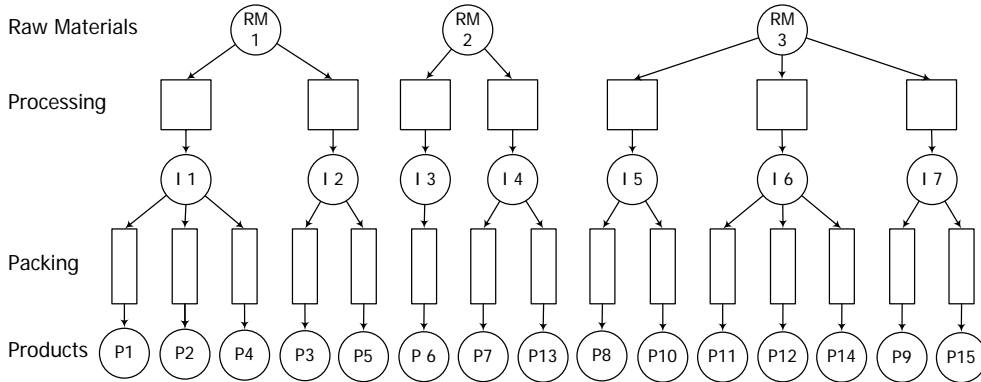 Raw Materials
RM
1
RM
2
RM
3
Processing
I 1
I 2
I 3
I 4
I 5
I 6
I 7
Packing
Products
P1
P2
P4
P3
P5
P 6
P7
P13
P8
P10
P11
P12
P14
P9
P15